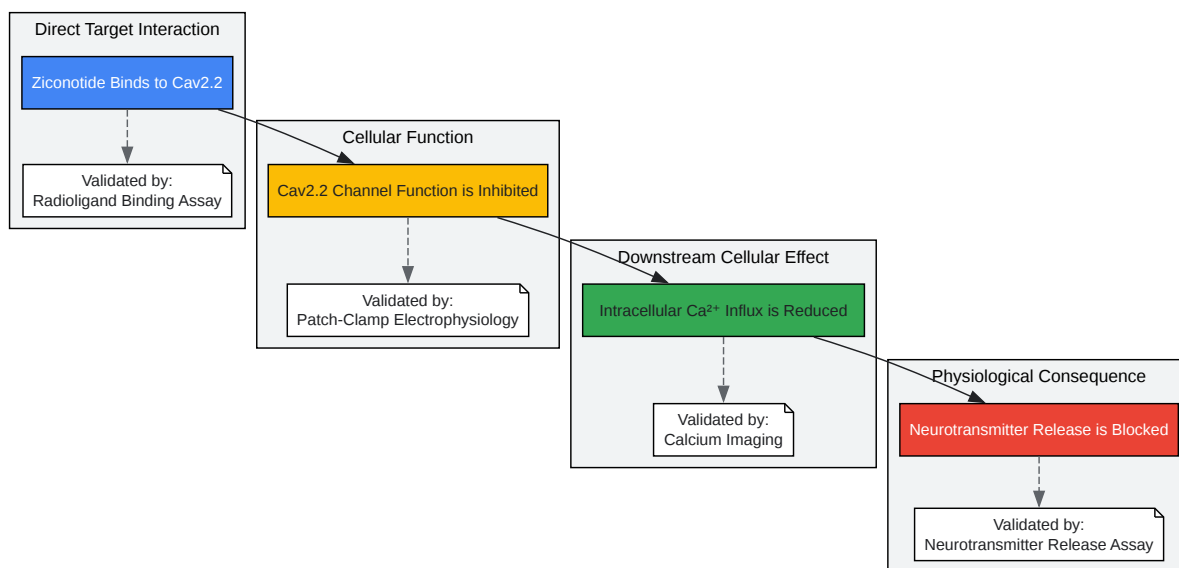 Direct Target Interaction
Ziconotide Binds to Cav2.2
Validated by:
Radioligand Binding Assay
Cellular Function
Cav2.2 Channel Function is Inhibited
Validated by:
Patch-Clamp Electrophysiology
Downstream Cellular Effect
Intracellular Ca²⁺ Influx is Reduced
Validated by:
Calcium Imaging
Physiological Consequence
Neurotransmitter Release is Blocked
Validated by:
Neurotransmitter Release Assay